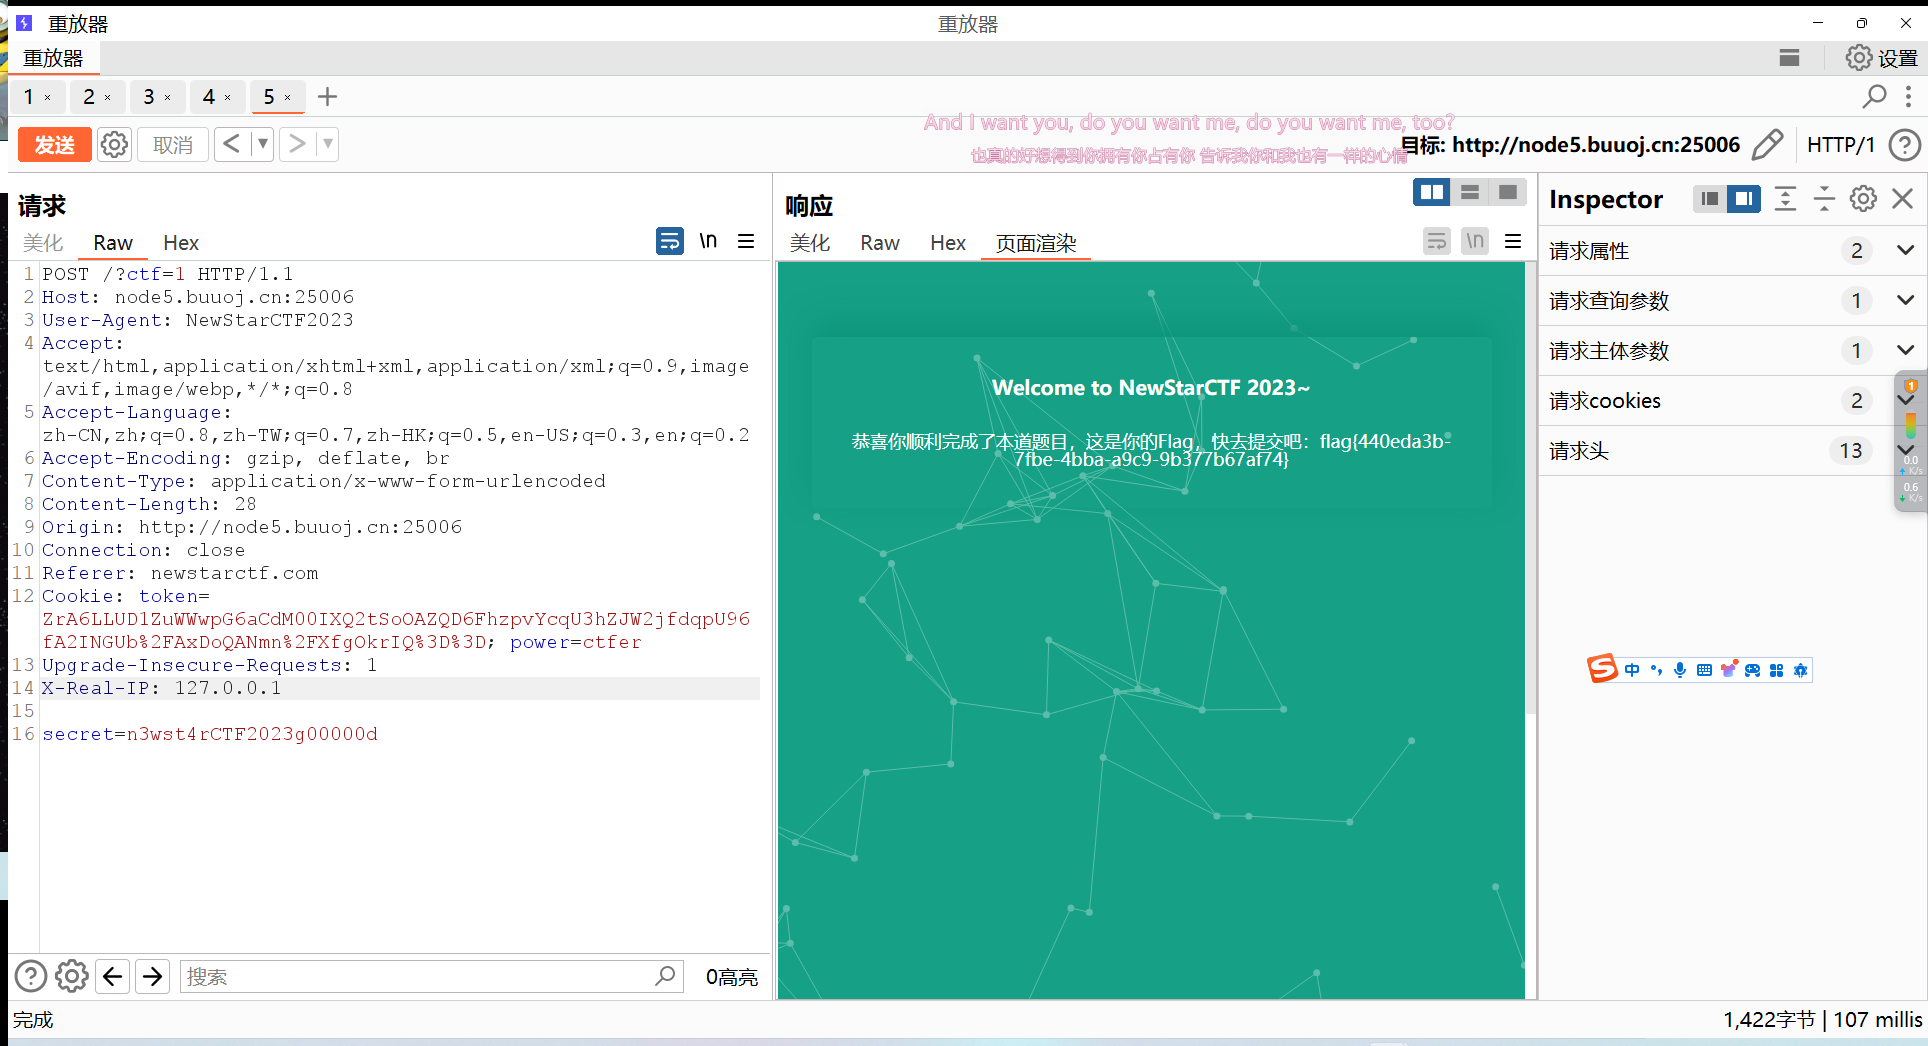 重放器
重放器
重放器
设置
1 × 2 × 3 × 4 × 5 × +
And I want you, do you want me, do you want me, too?
也真的好想得到你拥有你占有你 告诉我你和我也有一样的心情
发送 取消 < >
目标: http://node5.buuoj.cn:25006 HTTP/1
请求
美化 Raw Hex \n
1 POST /?ctf=1 HTTP/1.1
2 Host: node5.buuoj.cn:25006
3 User-Agent: NewStarCTF2023
4 Accept:
text/html,application/xhtml+xml,application/xml;q=0.9,image
/avif,image/webp,*/*;q=0.8
5 Accept-Language:
zh-CN,zh;q=0.8,zh-TW;q=0.7,zh-HK;q=0.5,en-US;q=0.3,en;q=0.2
6 Accept-Encoding: gzip, deflate, br
7 Content-Type: application/x-www-form-urlencoded
8 Content-Length: 28
9 Origin: http://node5.buuoj.cn:25006
10 Connection: close
11 Referer: newstarctf.com
12 Cookie: token=
ZrA6LLUD1ZuWWwpG6aCdM00IXQ2tSoOAZQD6FhzpvYcqU3hZJW2jfdqpU96
fA2INGUb%2FAxDoQANmn%2FXfgOkrIQ%3D%3D; power=ctfer
13 Upgrade-Insecure-Requests: 1
14 X-Real-IP: 127.0.0.1
15
16 secret=n3wst4rCTF2023g00000d
搜索
0高亮
响应
美化 Raw Hex 页面渲染 \n
Welcome to NewStarCTF 2023~
恭喜你顺利完成了本道题目，这是你的Flag，快去提交吧：flag{440eda3b-
7fbe-4bba-a9c9-9b377b67af74}
Inspector
请求属性 2
请求查询参数 1
请求主体参数 1
请求cookies 2
请求头 13
1
0.0
K/s
0.6
K/s
S 中
完成
1,422字节 | 107 millis